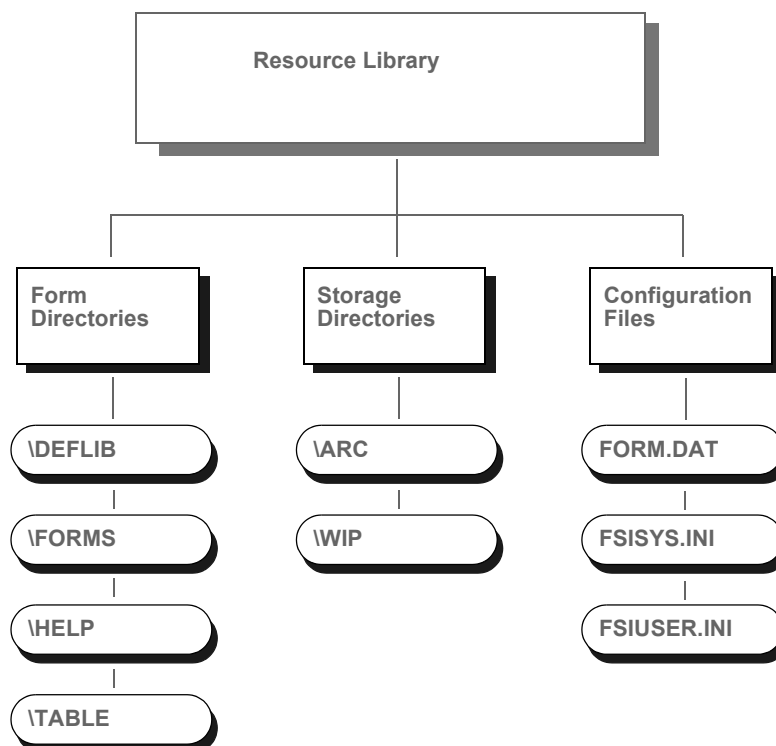 Resource Library
Form
Directories
Storage
Directories
Configuration
Files
\DEFLIB
\FORMS
\HELP
\TABLE
\ARC
\WIP
FORM.DAT
FSISYS.INI
FSIUSER.INI